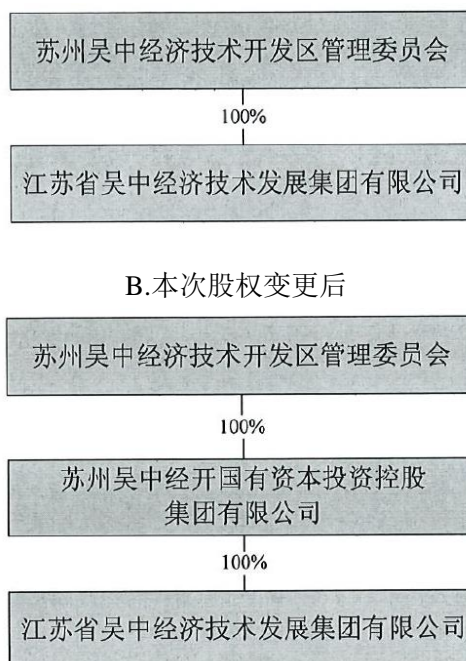 苏州吴中经济技术开发区管理委员会
100%
江苏省吴中经济技术发展集团有限公司
B.本次股权变更后
苏州吴中经济技术开发区管理委员会
100%
苏州吴中经开国有资本投资控股
集团有限公司
100%
江苏省吴中经济技术发展集团有限公司